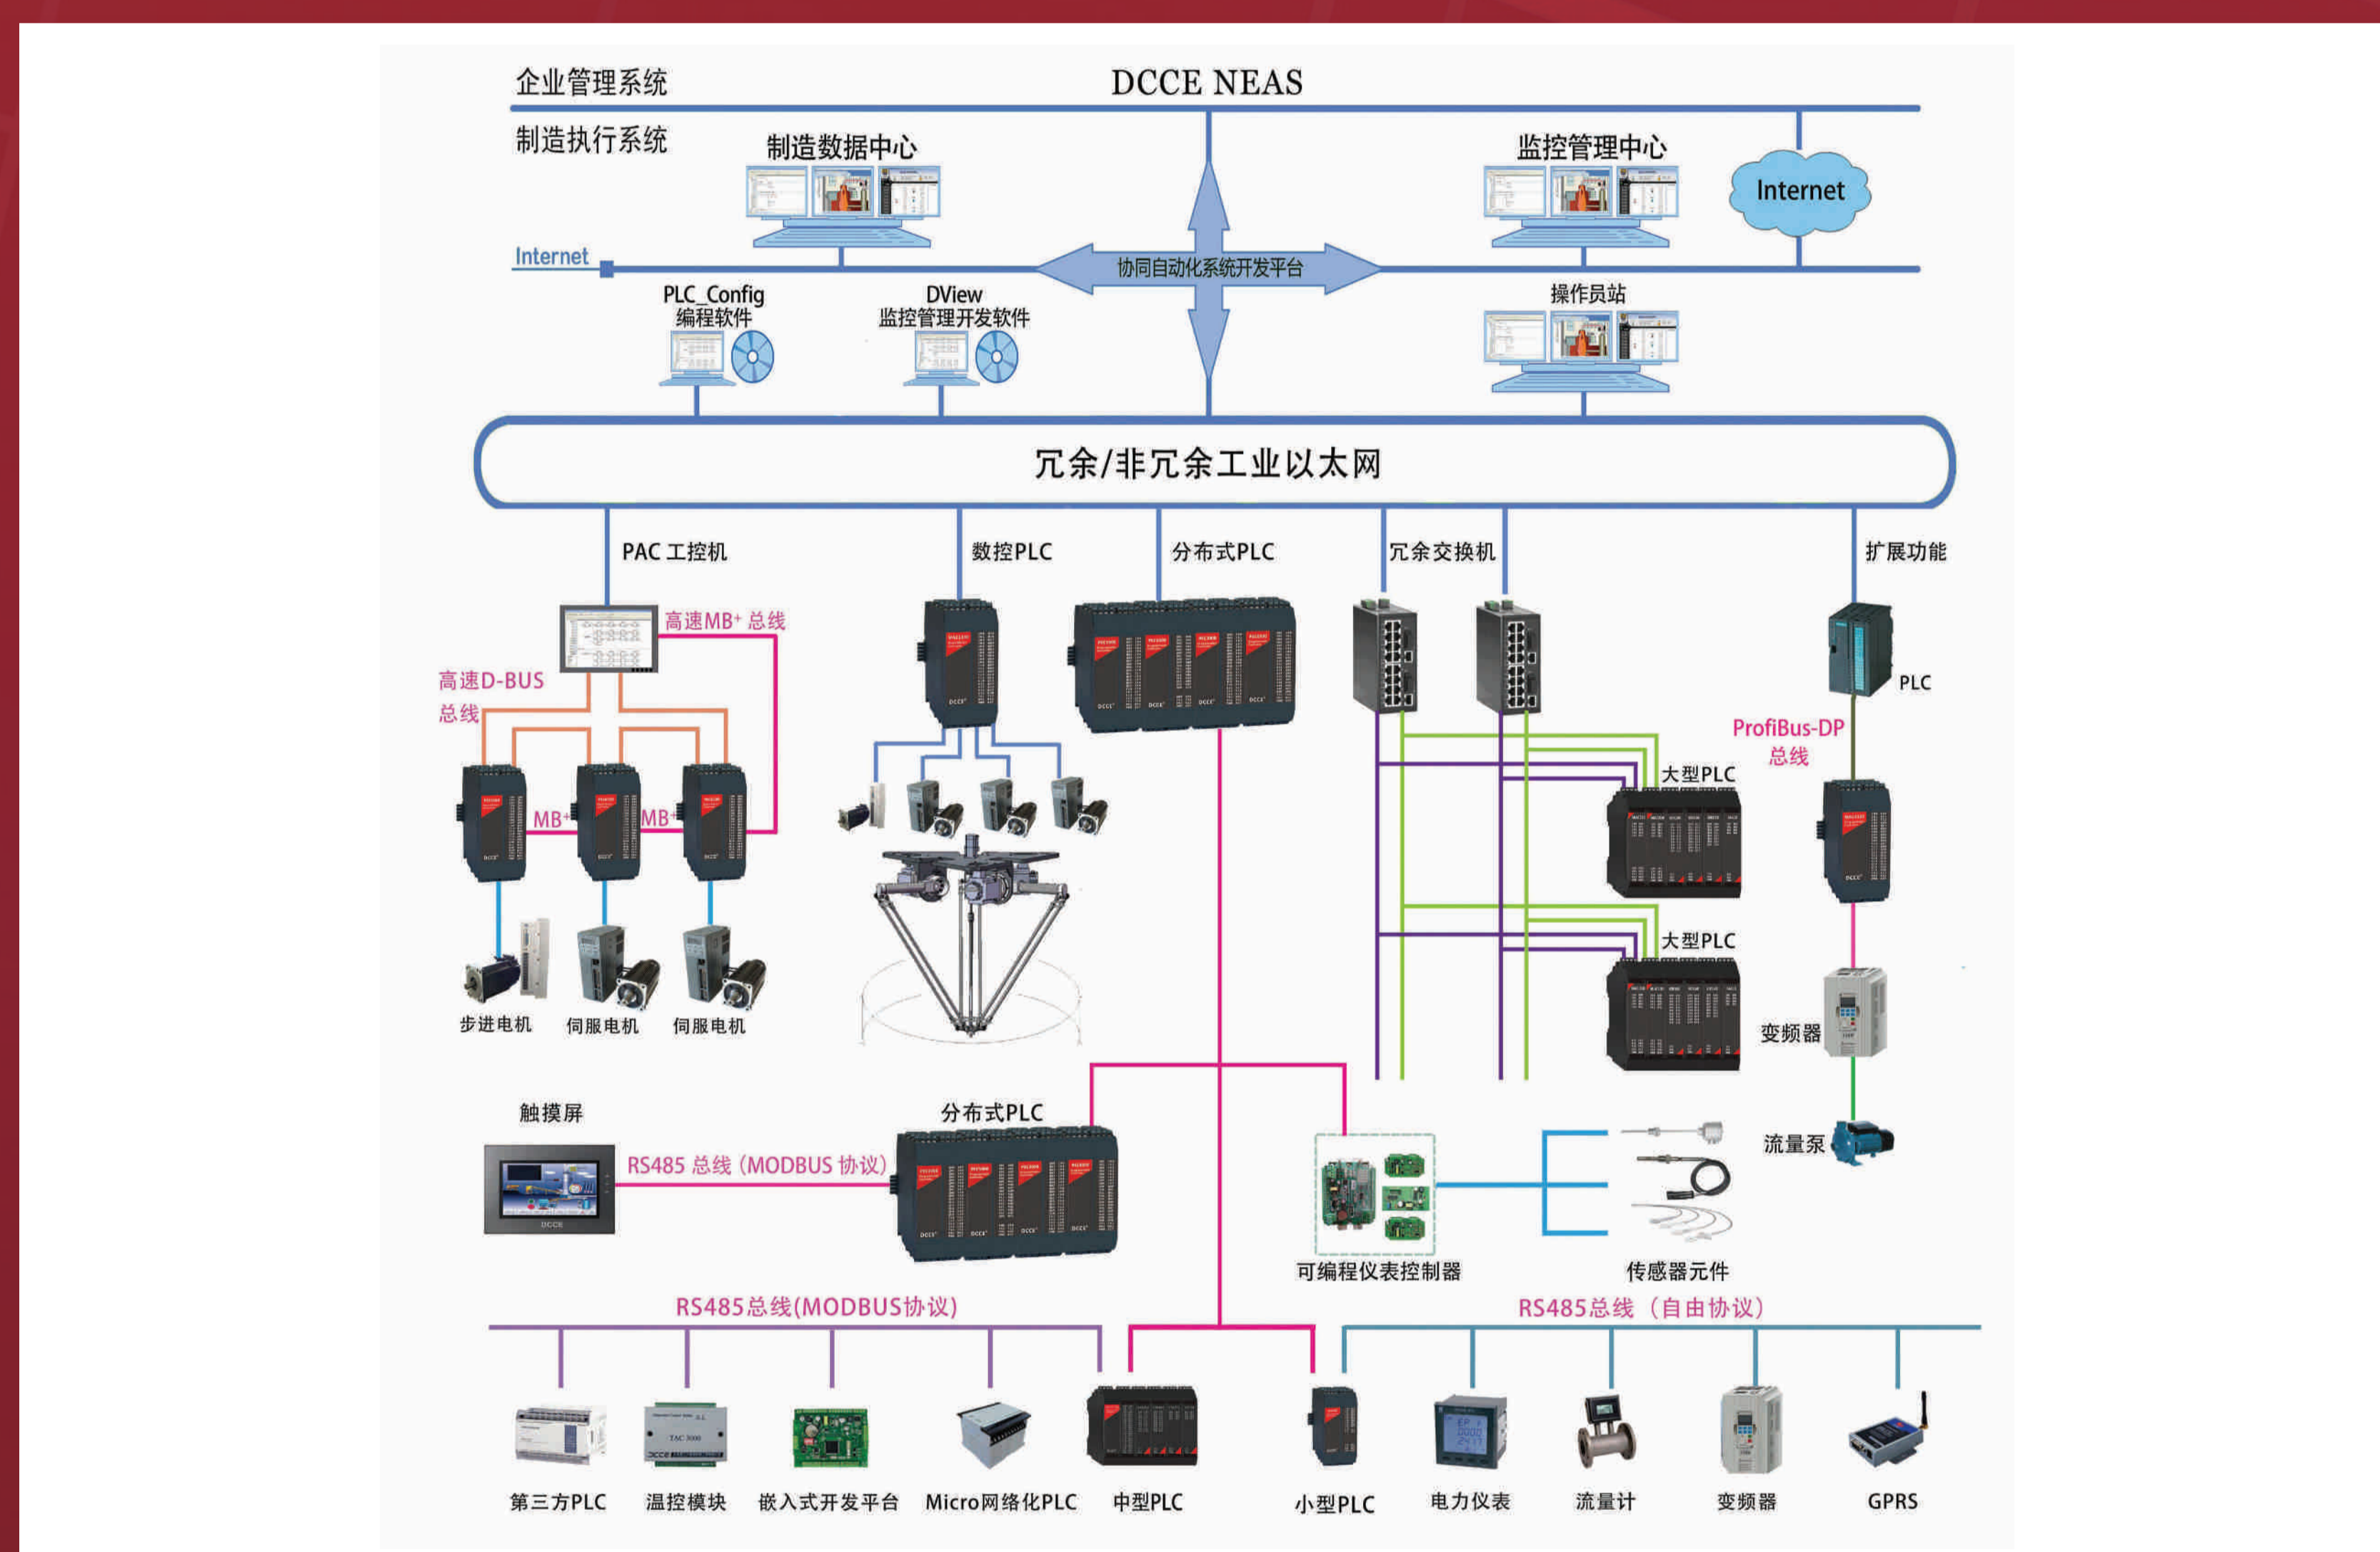 企业管理系统
DCCE NEAS
制造执行系统
制造数据中心
监控管理中心
Internet
Internet
协同自动化系统开发平台
PLC_Config
编程软件
DView
监控管理开发软件
操作员站
冗余/非冗余工业以太网
PAC 工控机
数控PLC
分布式PLC
冗余交换机
扩展功能
高速MB+ 总线
高速D-BUS
总线
PLC
ProfiBus-DP
总线
大型PLC
MB+
MB+
大型PLC
步进电机
伺服电机
伺服电机
变频器
触摸屏
分布式PLC
流量泵
RS485 总线（MODBUS 协议）
DCCE
可编程仪表控制器
传感器元件
RS485总线(MODBUS协议)
RS485总线（自由协议）
TAC 3000
DCCE
第三方PLC
温控模块
嵌入式开发平台
Micro网络化PLC
中型PLC
小型PLC
电力仪表
流量计
变频器
GPRS